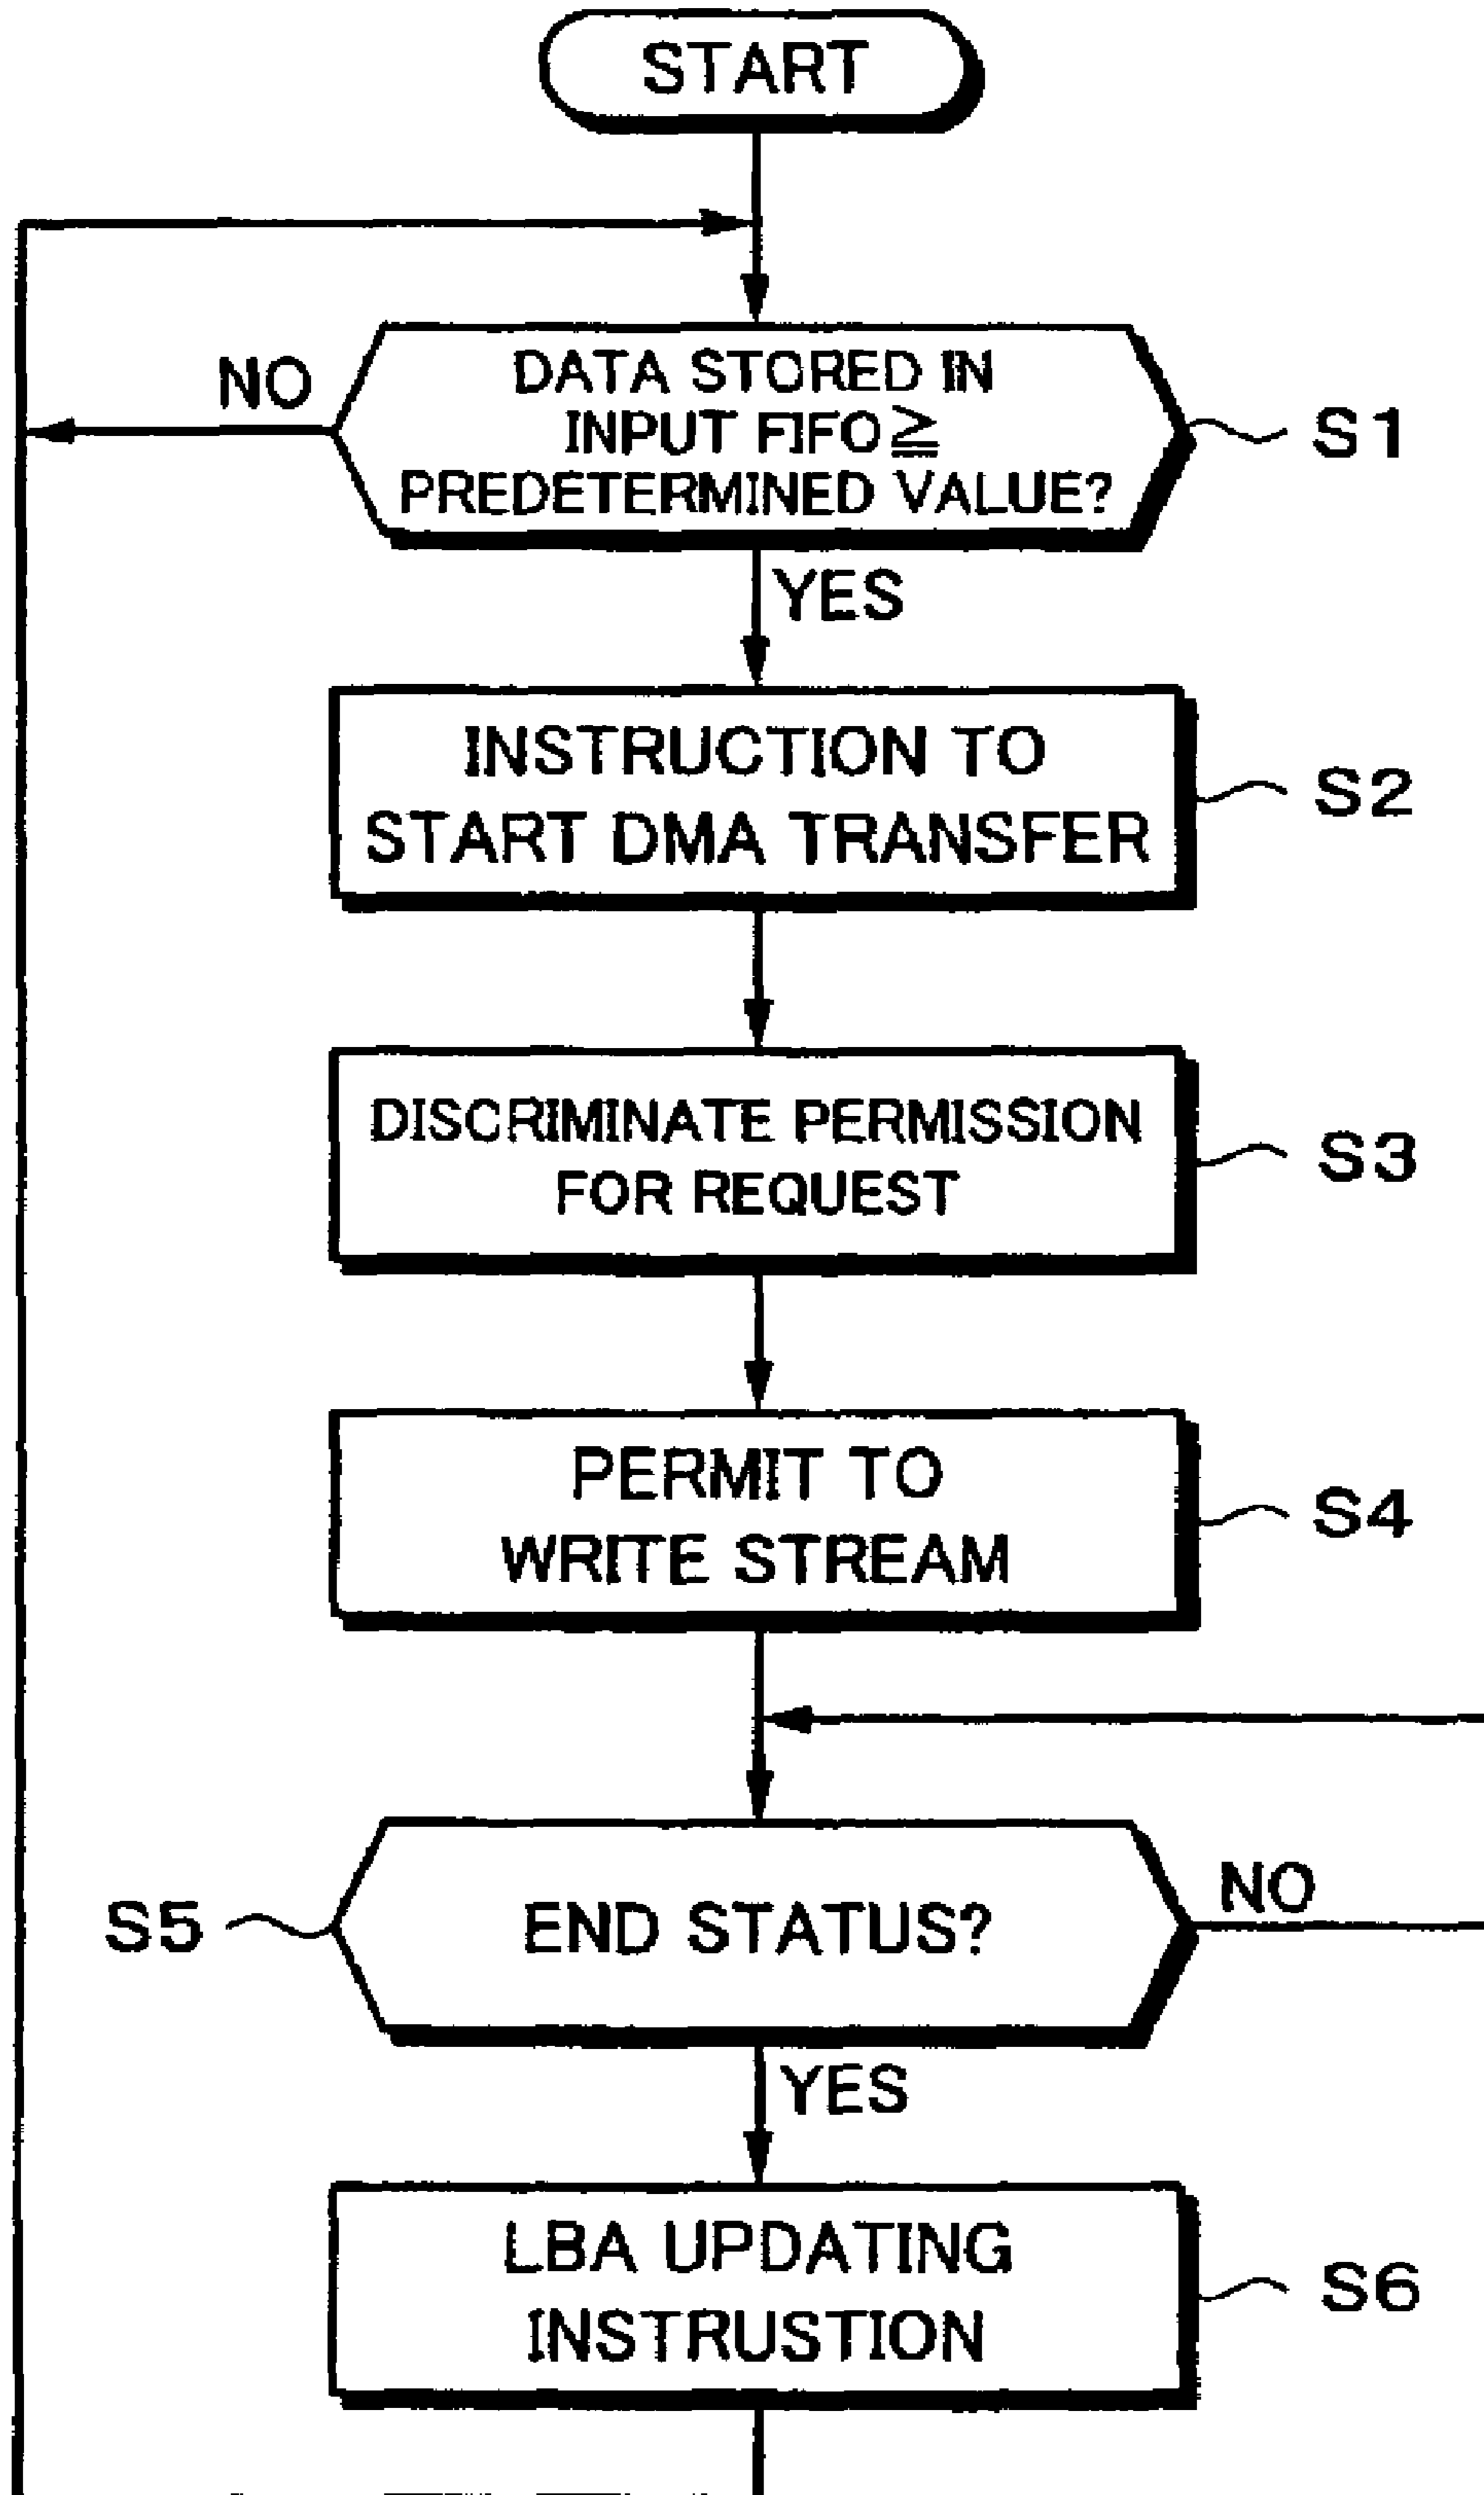 START
NO
DATA STORED IN
INPUT FIFO≧
PREDETERMINED VALUE?
S1
YES
INSTRUCTION TO
START DMA TRANSFER
S2
DISCRIMINATE PERMISSION
FOR REQUEST
S3
PERMIT TO
WRITE STREAM
S4
S5
END STATUS?
NO
YES
LBA UPDATING
INSTRUSTION
S6